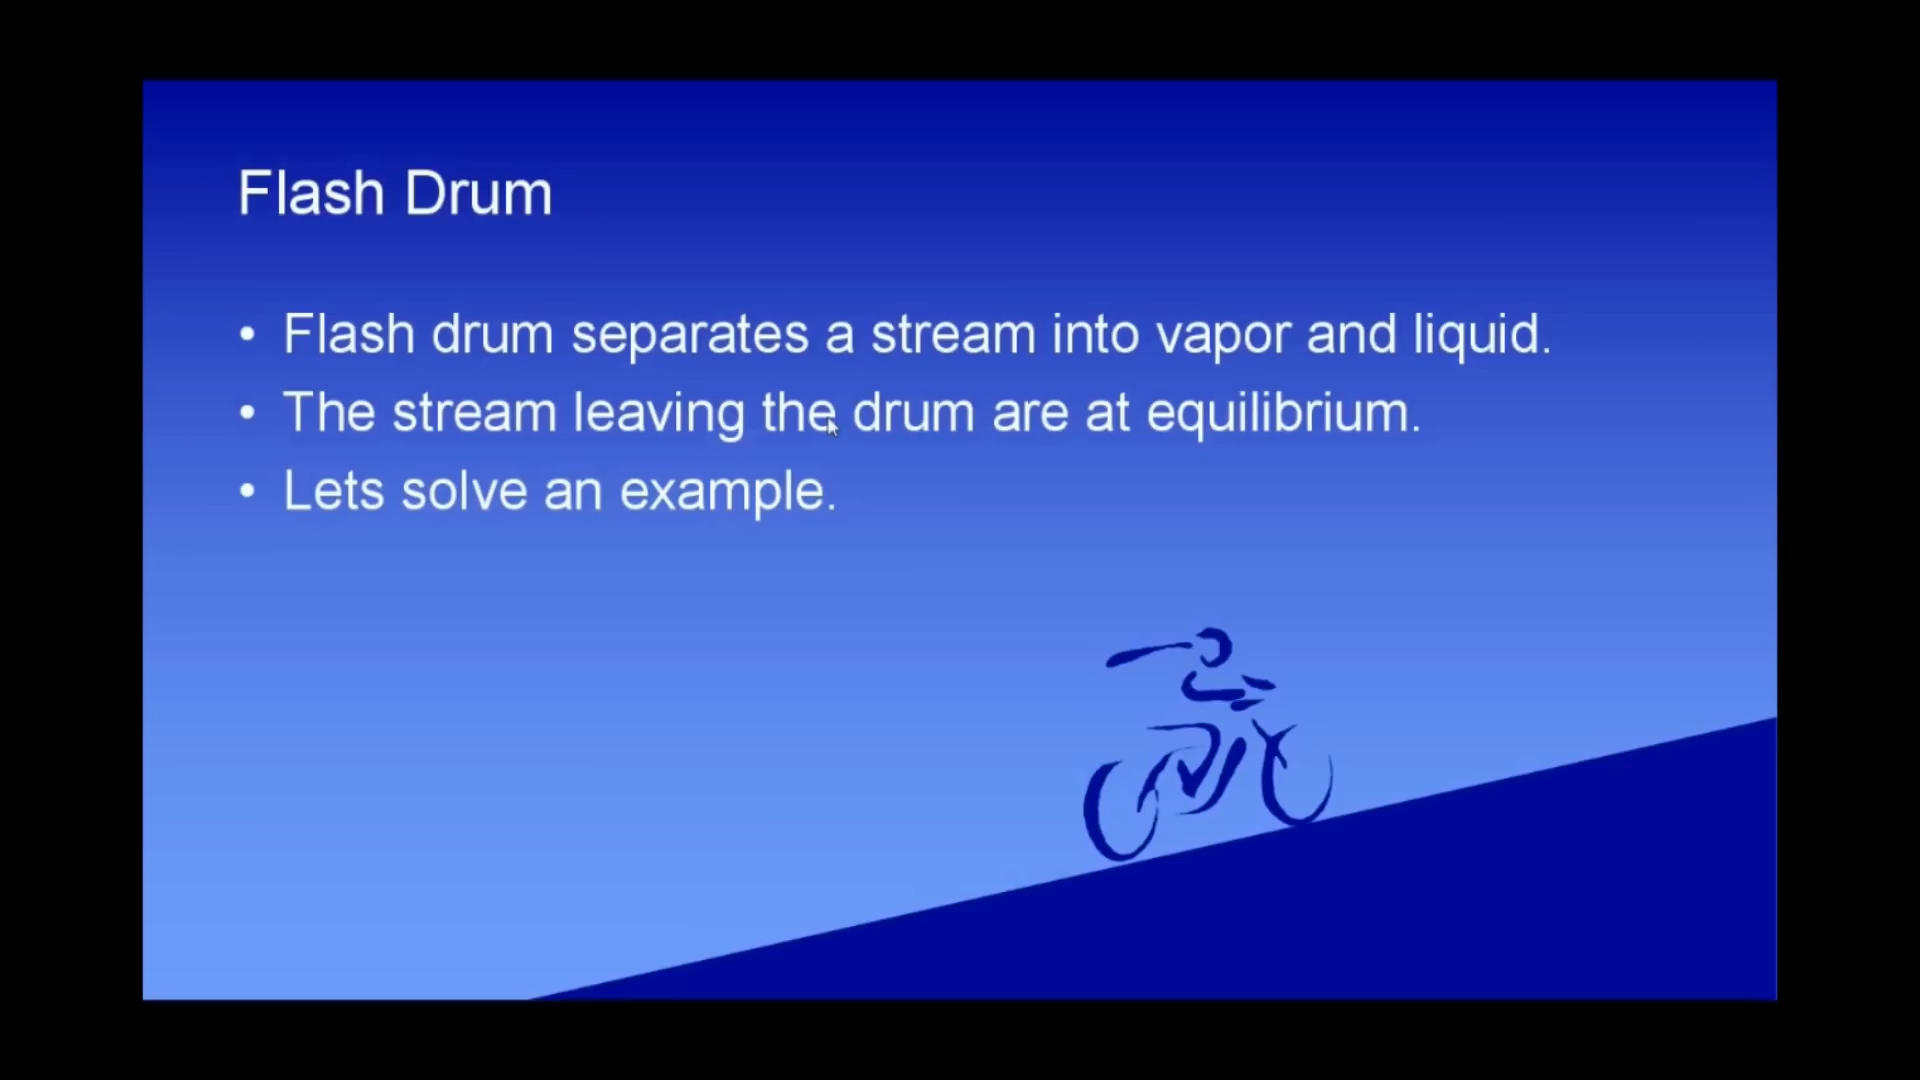 Flash Drum
• Flash drum separates a stream into vapor and liquid.
• The stream leaving the drum are at equilibrium.
• Lets solve an example.